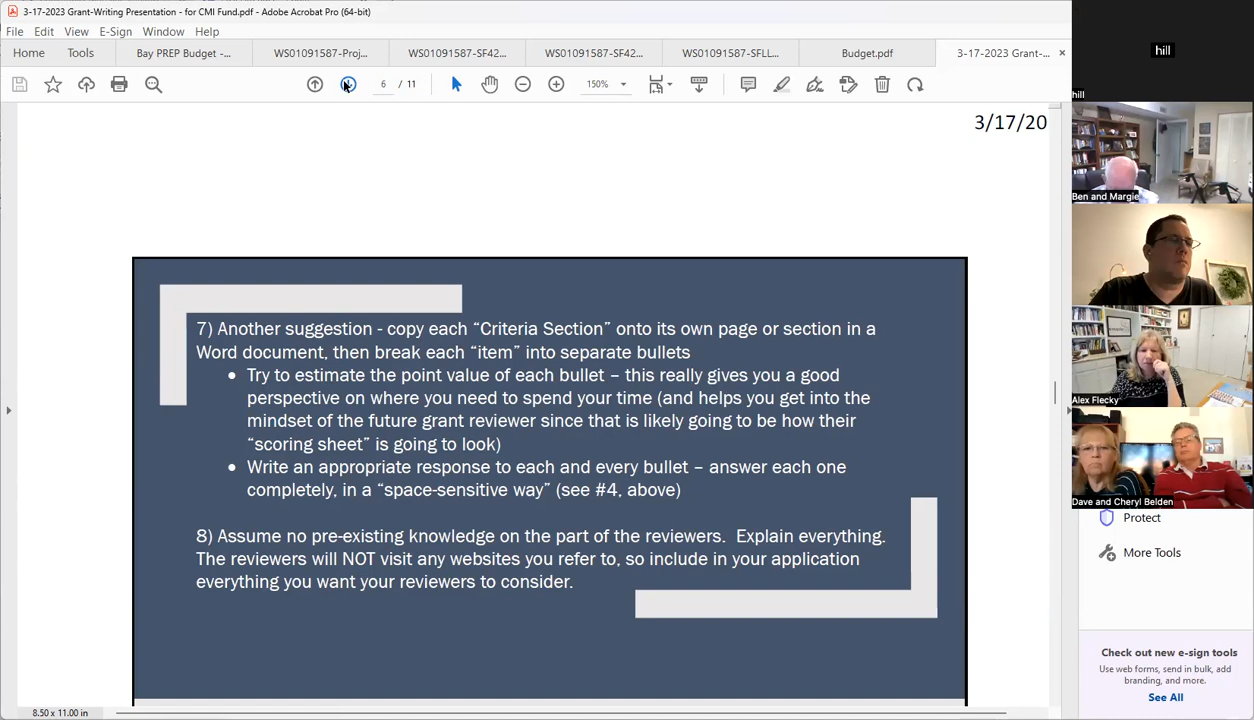 3-17-2023 Grant-Writing Presentation - for CMI Fund.pdf - Adobe Acrobat Pro (64-bit)
File Edit View E-Sign Window Help
Home Tools Bay PREP Budget -... WS01091587-Proj... WS01091587-SF42... WS01091587-SF42... WS01091587-SFLL... Budget.pdf 3-17-2023 Grant-...
6 / 11 150%
3/17/20
7) Another suggestion - copy each “Criteria Section” onto its own page or section in a
Word document, then break each “item” into separate bullets
• Try to estimate the point value of each bullet – this really gives you a good
perspective on where you need to spend your time (and helps you get into the
mindset of the future grant reviewer since that is likely going to be how their
“scoring sheet” is going to look)
• Write an appropriate response to each and every bullet – answer each one
completely, in a “space-sensitive way” (see #4, above)
8) Assume no pre-existing knowledge on the part of the reviewers. Explain everything.
The reviewers will NOT visit any websites you refer to, so include in your application
everything you want your reviewers to consider.
8.50 x 11.00 in
hill
hill
Ben and Margie
Alex Flecky
Dave and Cheryl Belden
Protect
More Tools
Check out new e-sign tools
Use web forms, send in bulk, add
branding, and more.
See All